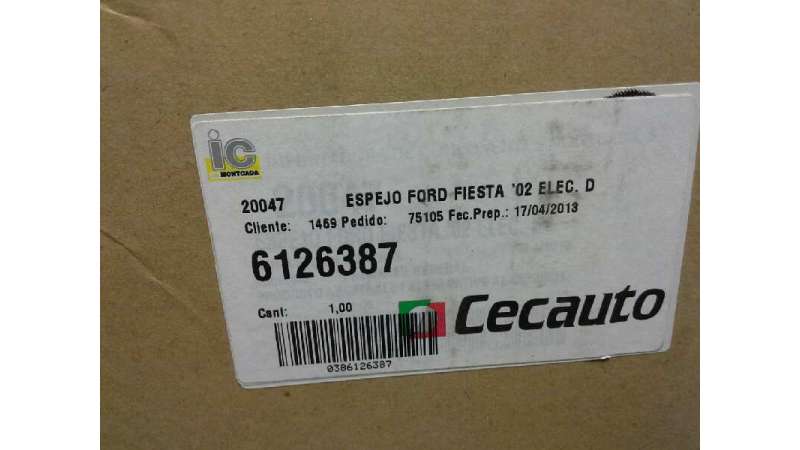 ic
MONTCADA
20047 ESPEJO FORD FIESTA '02 ELEC. D
Cliente: 1469 Pedido: 75105 Fec.Prep.: 17/04/2013
6126387
Cant: 1,00
Cecauto
0386126387